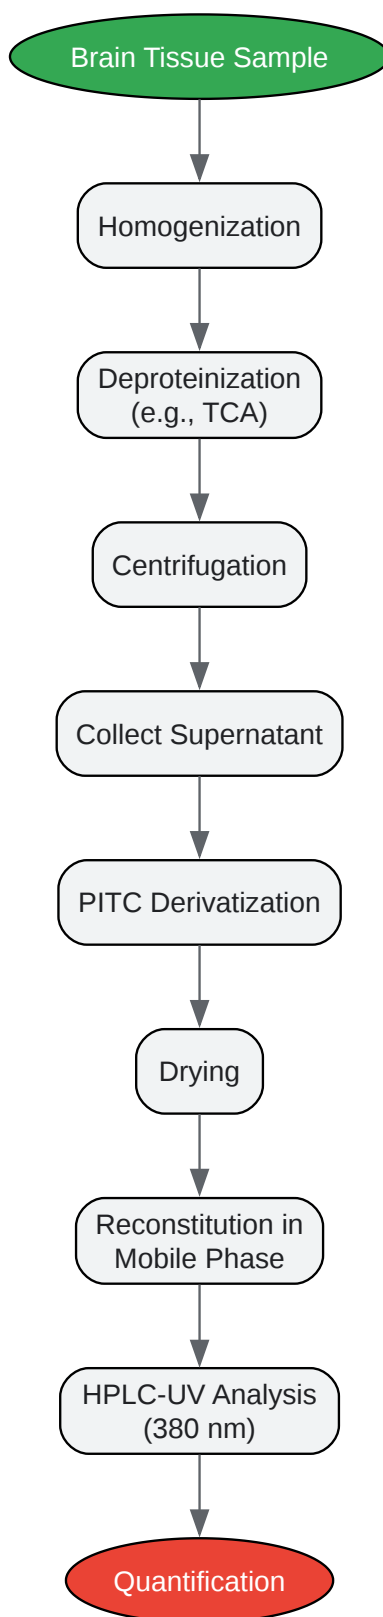 Brain Tissue Sample
Homogenization
Deproteinization
(e.g., TCA)
Centrifugation
Collect Supernatant
PITC Derivatization
Drying
Reconstitution in
Mobile Phase
HPLC-UV Analysis
(380 nm)
Quantification